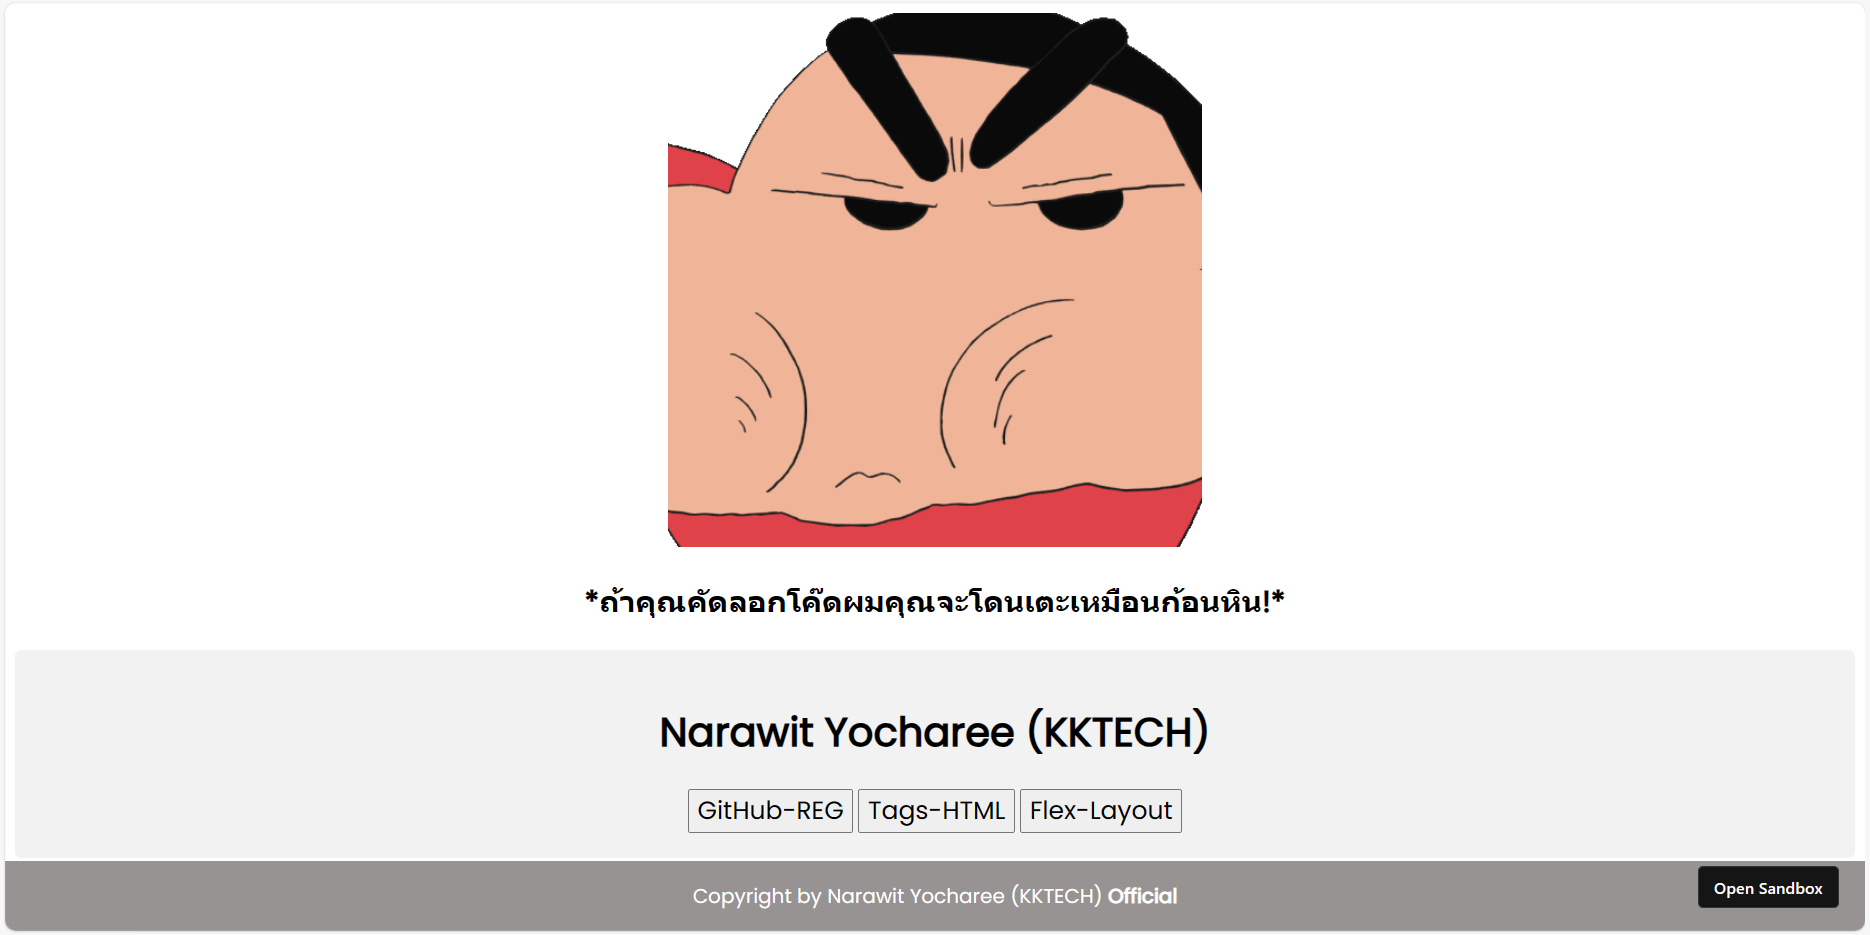 *ถ้าคุณคัดลอกโค๊ดผมคุณจะโดนเตะเหมือนก้อนหิน!*
Narawit Yocharee (KKTECH)
GitHub-REG Tags-HTML Flex-Layout
Copyright by Narawit Yocharee (KKTECH) Official
Open Sandbox